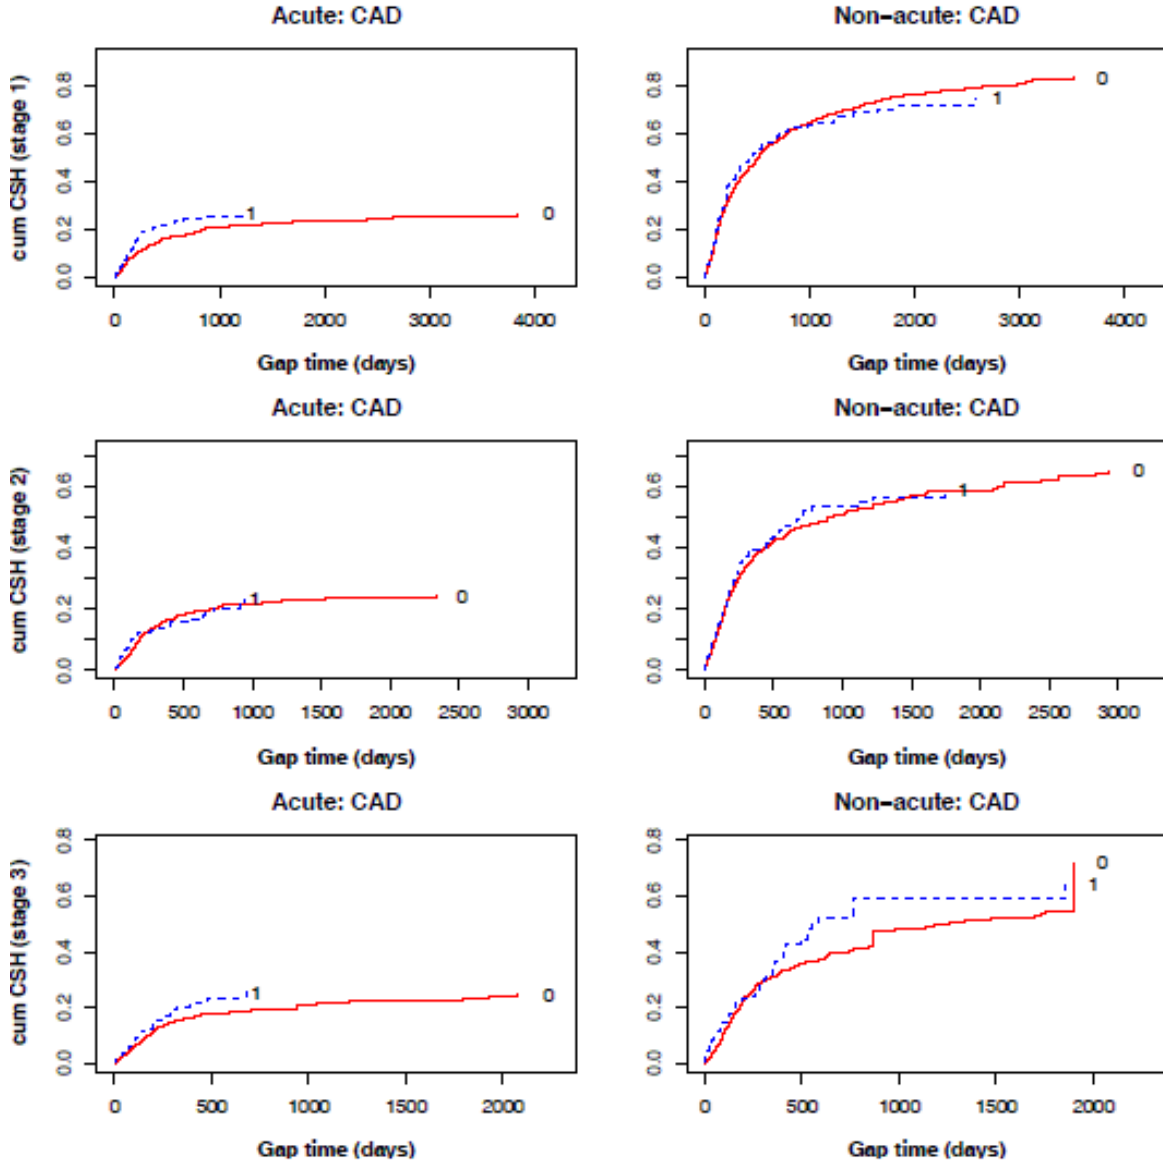 Acute: CAD
Non-acute: CAD
cum CSH (stage 1)
0.0 0.2 0.4 0.6 0.8
1
0
0 1000 2000 3000 4000
Gap time (days)
0.0 0.2 0.4 0.6 0.8
0
1
0 1000 2000 3000 4000
Gap time (days)
Acute: CAD
Non-acute: CAD
cum CSH (stage 2)
0.0 0.2 0.4 0.6
1
0
0 500 1000 1500 2000 2500 3000
Gap time (days)
0.0 0.2 0.4 0.6
0
1
0 500 1000 1500 2000 2500 3000
Gap time (days)
Acute: CAD
Non-acute: CAD
cum CSH (stage 3)
0.0 0.2 0.4 0.6 0.8
1
0
0 500 1000 1500 2000
Gap time (days)
0.0 0.2 0.4 0.6 0.8
0
1
0 500 1000 1500 2000
Gap time (days)